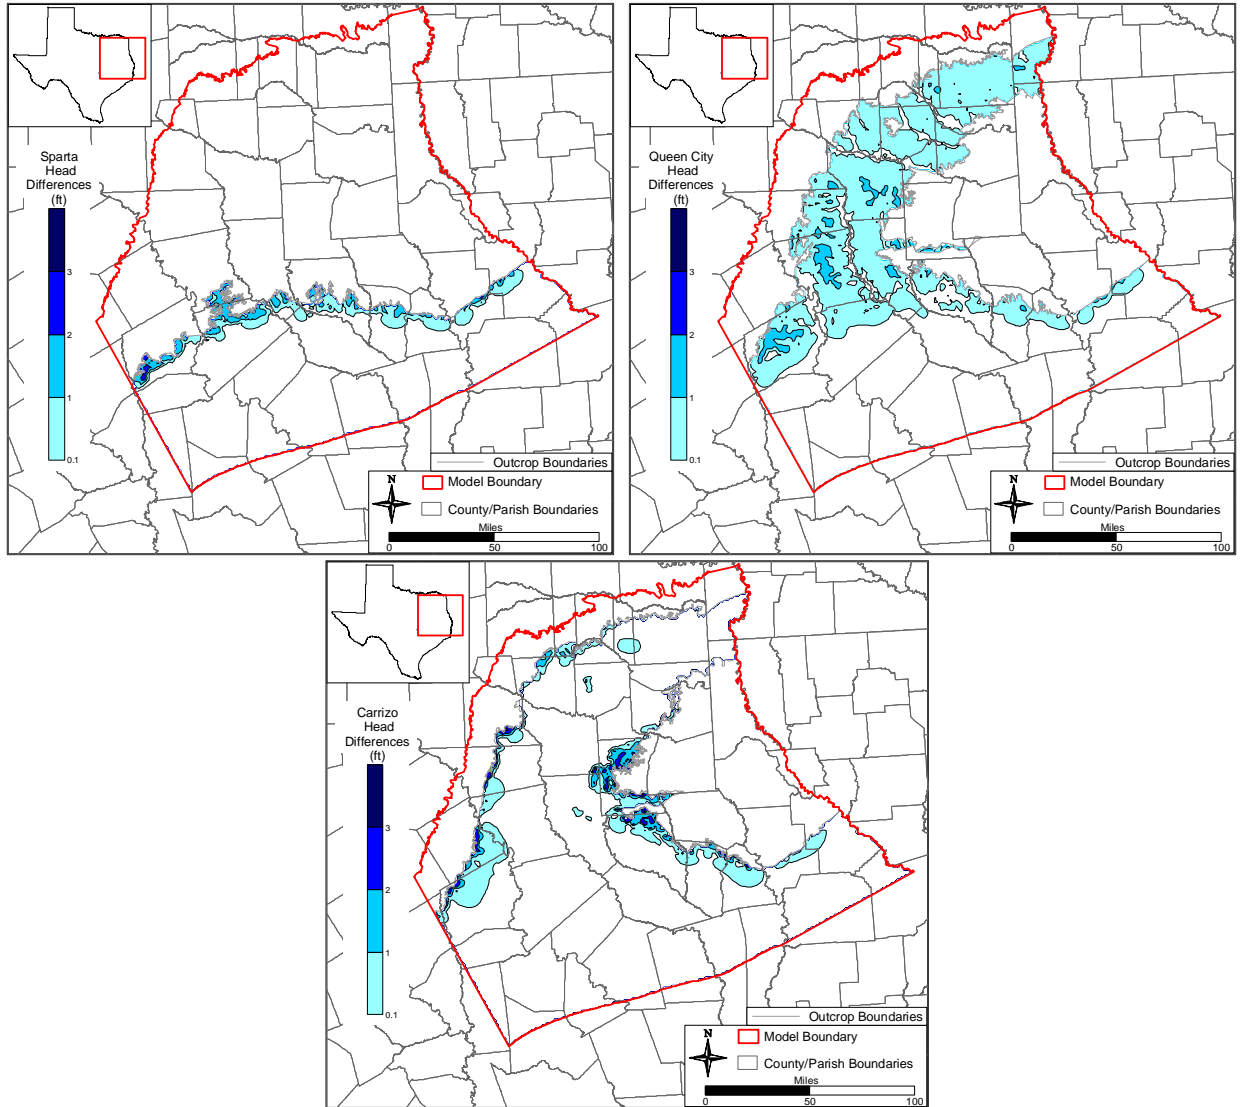 Sparta
Head
Differences
(ft)
3
2
1
0.1
Outcrop Boundaries
N
Model Boundary
County/Parish Boundaries
Miles
0 50 100
Queen City
Head
Differences
(ft)
3
2
1
0.1
Outcrop Boundaries
N
Model Boundary
County/Parish Boundaries
Miles
0 50 100
Carrizo
Head
Differences
(ft)
3
2
1
0.1
Outcrop Boundaries
N
Model Boundary
County/Parish Boundaries
Miles
0 50 100